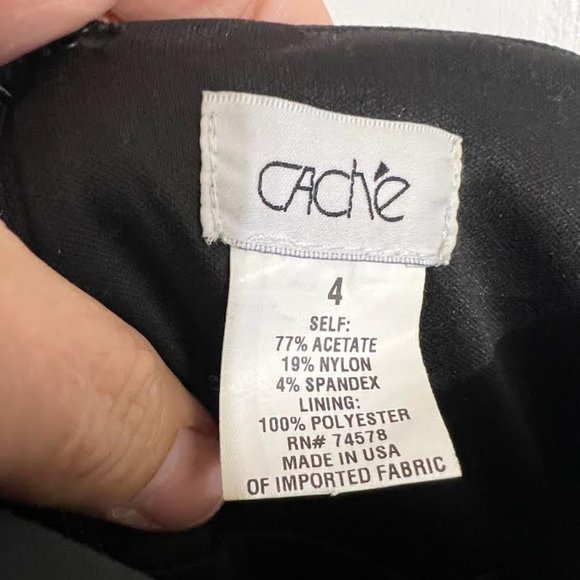 caché
4
SELF:
77% ACETATE
19% NYLON
4% SPANDEX
LINING:
100% POLYESTER
RN# 74578
MADE IN USA
OF IMPORTED FABRIC